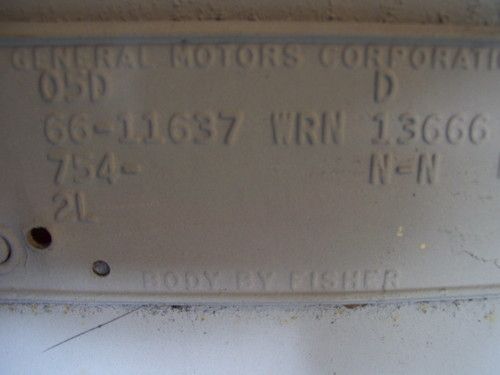 GENERAL MOTORS CORPORATI
05D D
66-11637 WRN 13666
754- N-N
2L
BODY BY FISHER